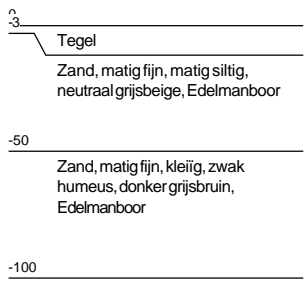 0
-3
Tegel
Zand, matig fijn, matig siltig,
neutraal grijsbeige, Edelmanboor
-50
Zand, matig fijn, kleiïg, zwak
humeus, donker grijsbruin,
Edelmanboor
-100